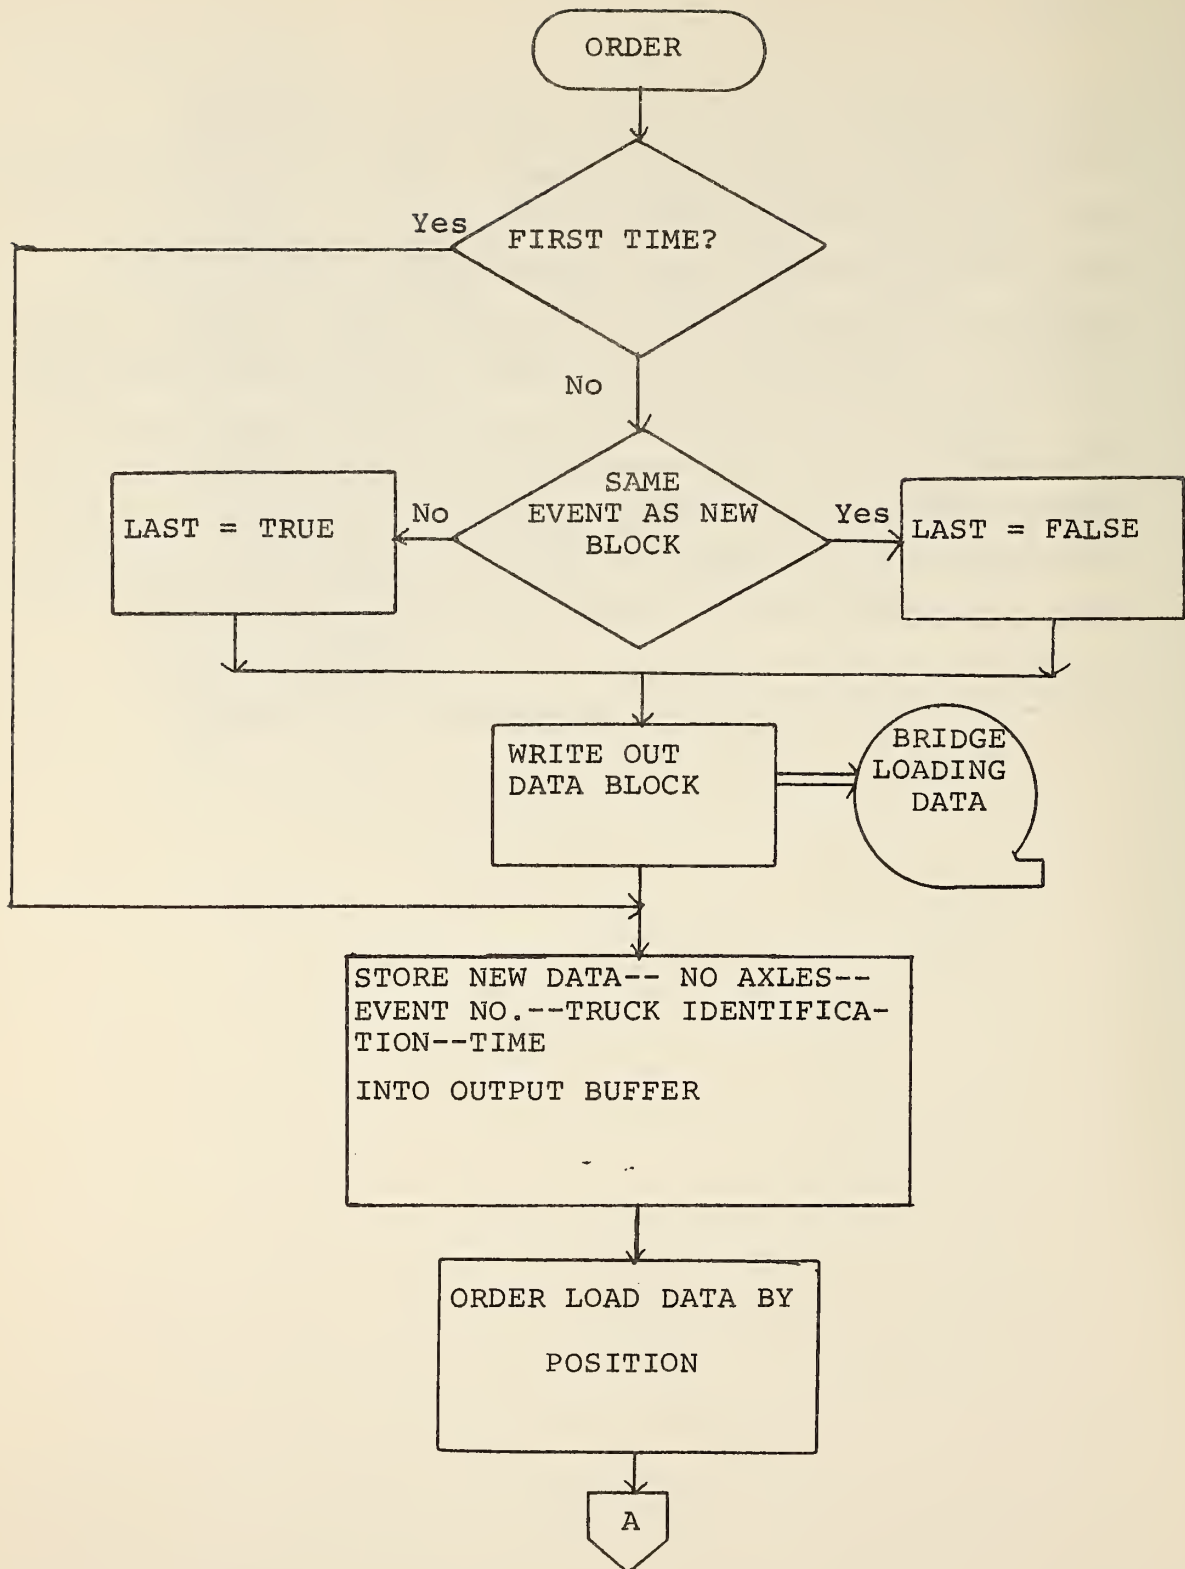 ORDER
Yes
FIRST TIME?
No
SAME
EVENT AS NEW
BLOCK
No
Yes
LAST = TRUE
LAST = FALSE
WRITE OUT
DATA BLOCK
BRIDGE
LOADING
DATA
STORE NEW DATA-- NO AXLES--
EVENT NO.--TRUCK IDENTIFICA-
TION--TIME
INTO OUTPUT BUFFER
ORDER LOAD DATA BY
POSITION
A